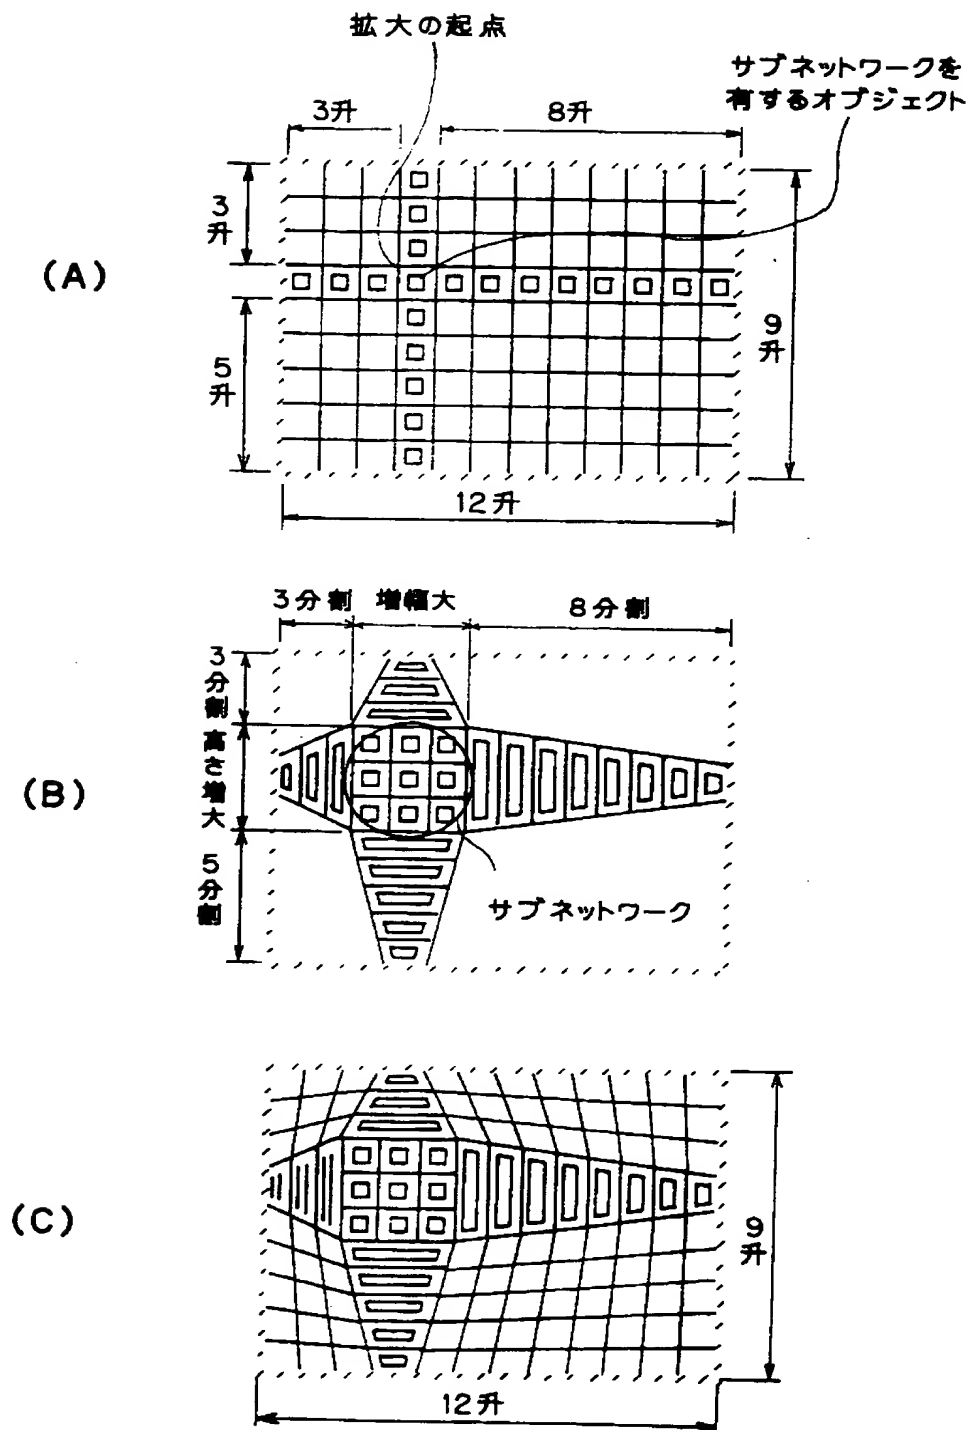 拡大の起点
サブネットワークを
有するオブジェクト
3升
8升
3升
(A)
5升
9升
12升
3分割
増幅大
8分割
3分割
高さ増大
(B)
5分割
サブネットワーク
(C)
9升
12升